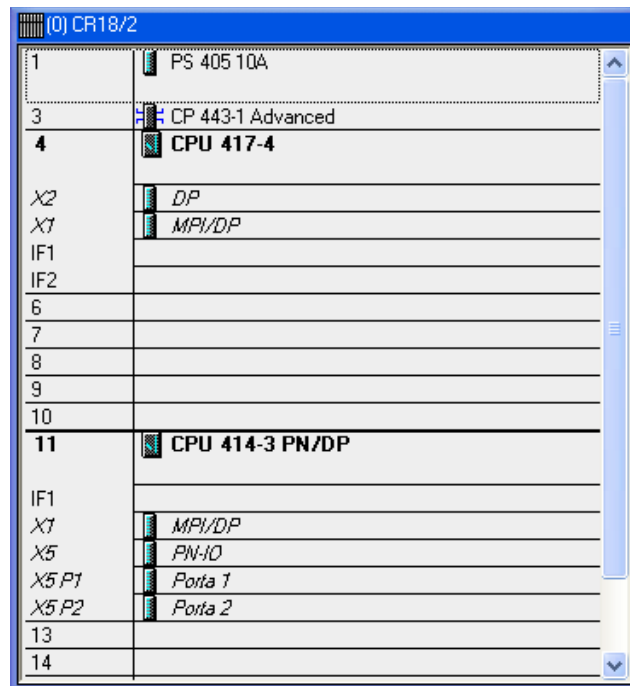 (0) CR18/2
1 PS 405 10A
3 CP 443-1 Advanced
4 CPU 417-4
X2 DP
X1 MPI/DP
IF1
IF2
6
7
8
9
10
11 CPU 414-3 PN/DP
IF1
X1 MPI/DP
X5 PN-IO
X5 P1 Porta 1
X5 P2 Porta 2
13
14